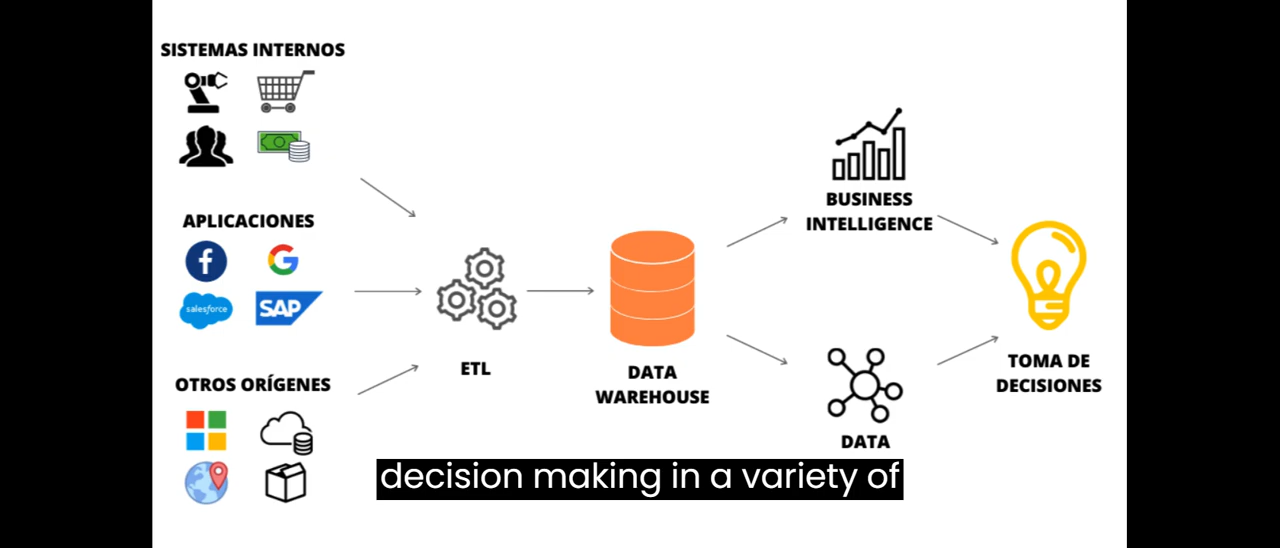 SISTEMAS INTERNOS
APLICACIONES
salesforce
SAP
OTROS ORÍGENES
ETL
DATA
WAREHOUSE
BUSINESS
INTELLIGENCE
DATA
TOMA DE
DECISIONES
decision making in a variety of